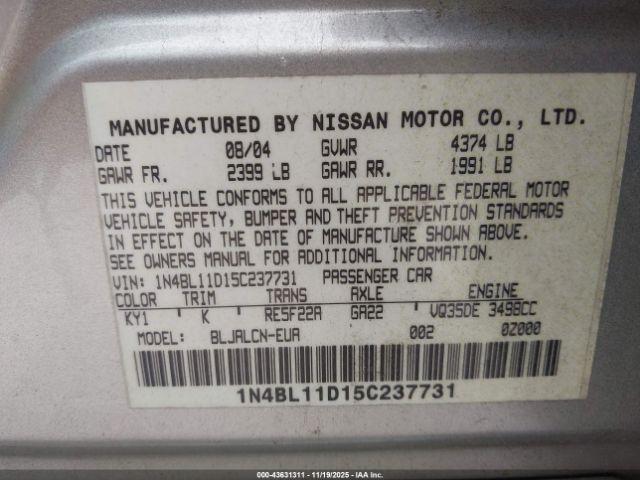 MANUFACTURED BY NISSAN MOTOR CO., LTD.
DATE 08/04 GVWR 4374 LB
GAWR FR. 2399 LB GAWR RR. 1991 LB
THIS VEHICLE CONFORMS TO ALL APPLICABLE FEDERAL MOTOR
VEHICLE SAFETY, BUMPER AND THEFT PREVENTION STANDARDS
IN EFFECT ON THE DATE OF MANUFACTURE SHOWN ABOVE.
SEE OWNERS MANUAL FOR ADDITIONAL INFORMATION.
VIN: 1N4BL11D15C237731 PASSENGER CAR
COLOR TRIM TRANS AXLE ENGINE
KY1 K RE5F22A GA22 VQ35DE 3498CC
MODEL: BLJALCN-EUA 002 0Z000
1N4BL11D15C237731
000-43631311 - 11/19/2025 - IAA Inc.